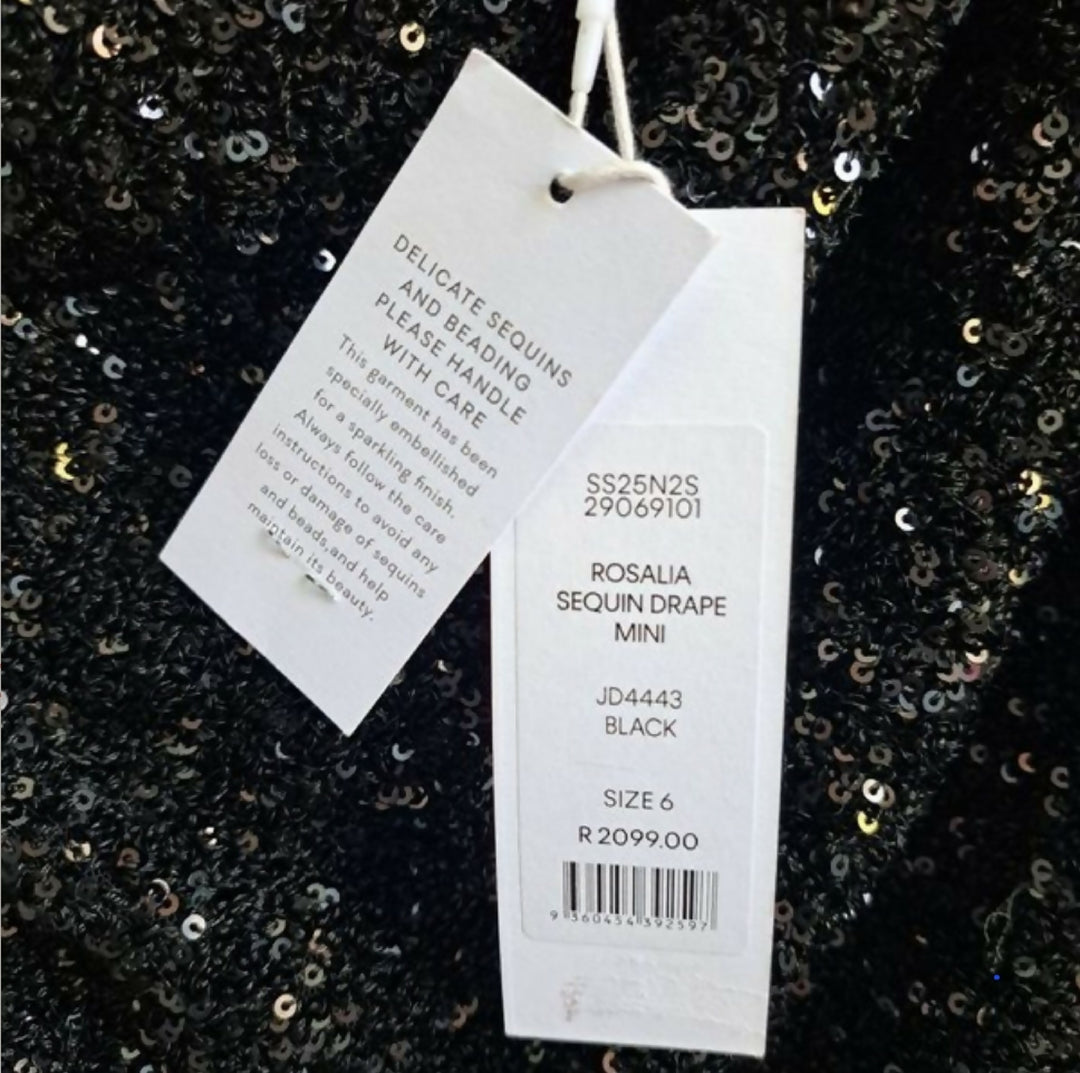 DELICATE SEQUINS
AND BEADING
PLEASE HANDLE
WITH CARE
This garment has been
specially embellished
for a sparkling finish.
Always follow the care
instructions to avoid any
loss or damage of sequins
and beads,and help
maintain its beauty.
SS25N2S
29069101
ROSALIA
SEQUIN DRAPE
MINI
JD4443
BLACK
SIZE 6
R 2099.00
9 360454 392597